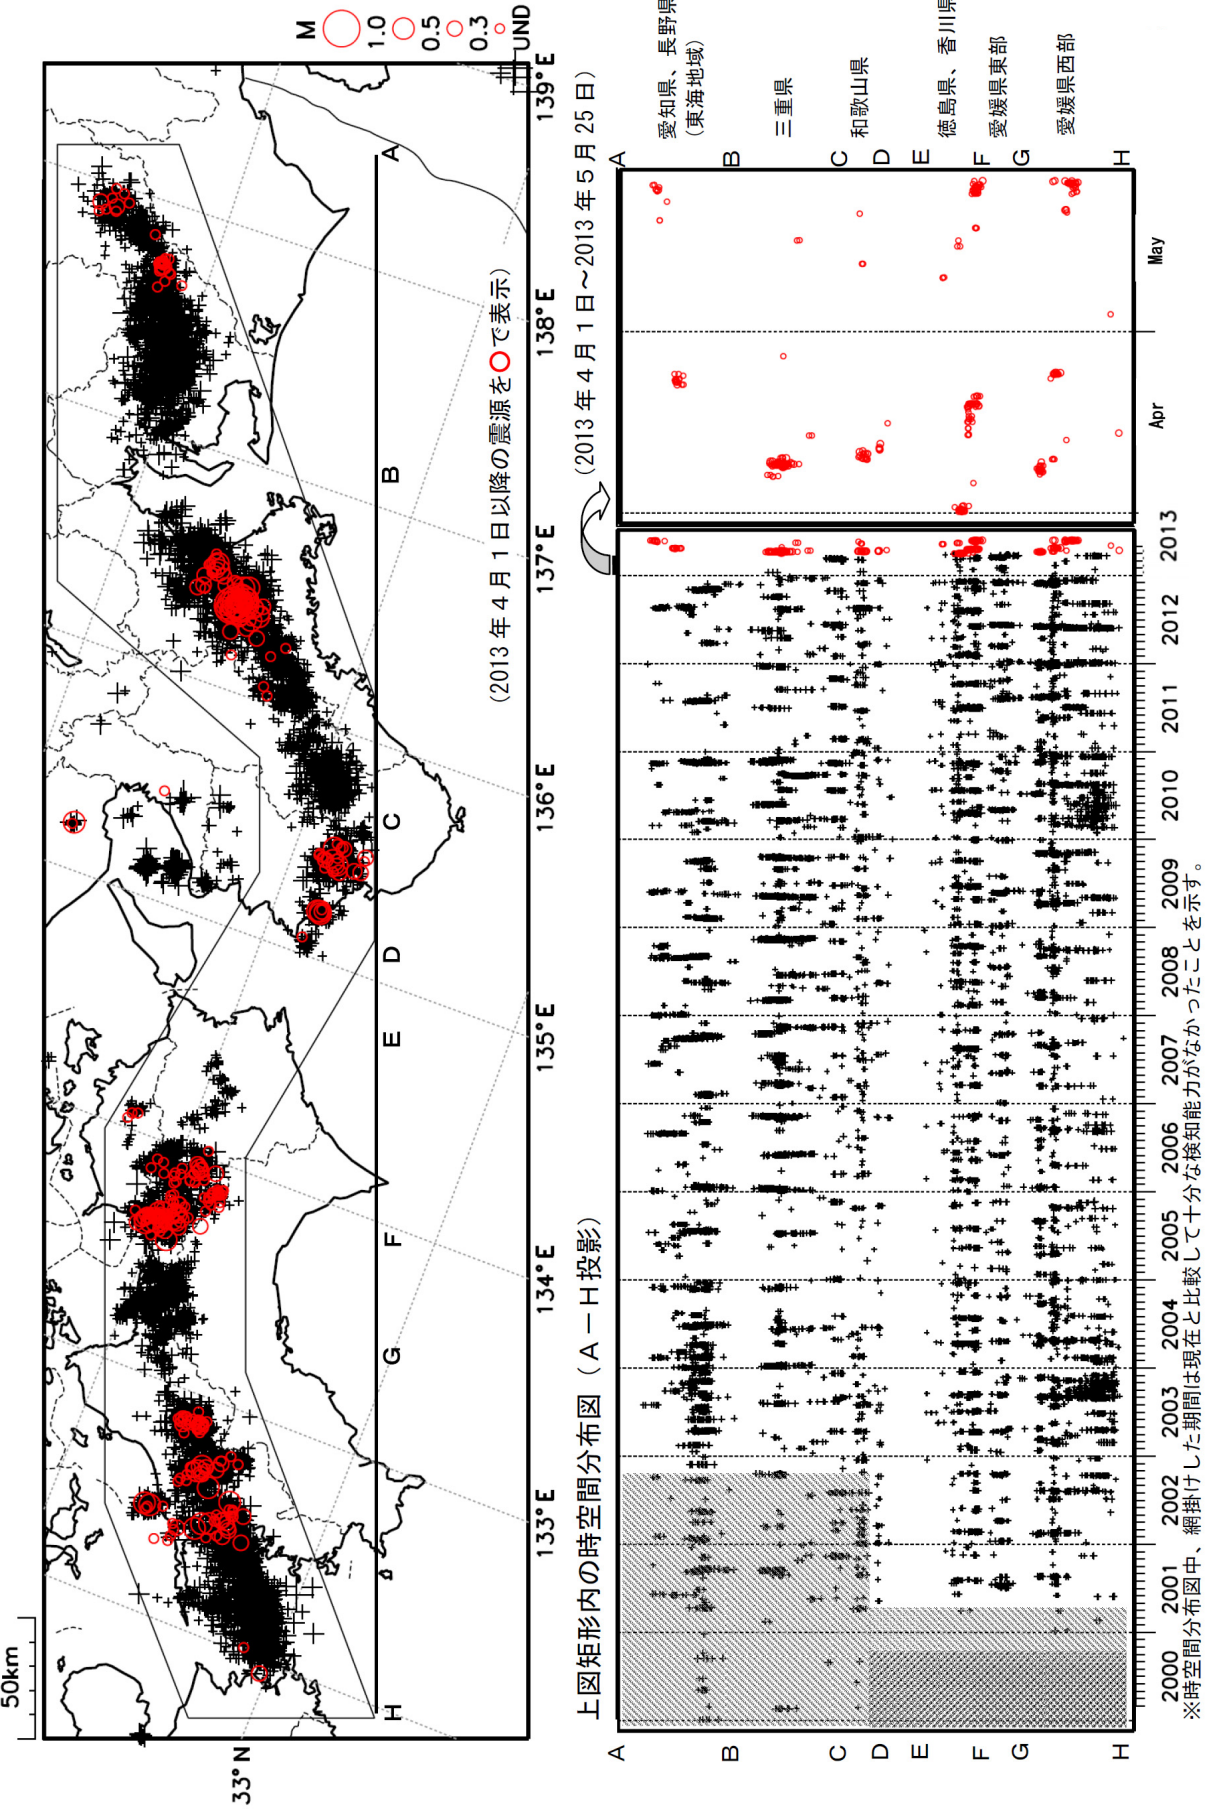 50km
33° N
133° E
134° E
135° E
136° E
137° E
138° E
139° E
M
1.0
0.5
0.3
UND
H
G
F
E
D
C
B
A
(2013 年 4 月 1 日以降の震源を○で表示)
上図矩形内の時空間分布図（A－H投影）
(2013 年 4 月 1 日～2013 年 5 月 25 日)
A
B
C
D
E
F
G
H
A
B
C
D
E
F
G
H
愛知県、長野県
(東海地域)
三重県
和歌山県
徳島県、香川県
愛媛県東部
愛媛県西部
2000
2001
2002
2003
2004
2005
2006
2007
2008
2009
2010
2011
2012
2013
Apr
May
※時空間分布図中、網掛けした期間は現在と比較して十分な検知能力がなかったことを示す。